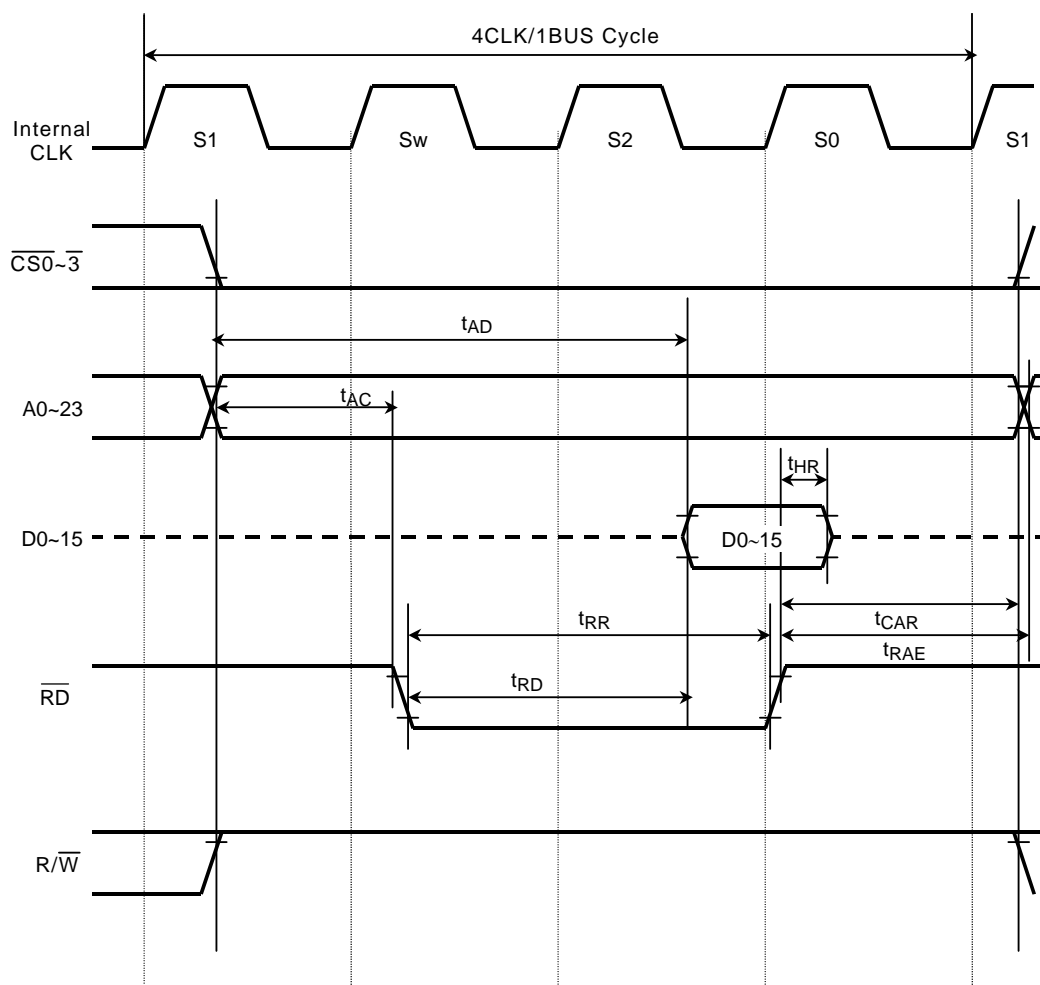 4CLK/1BUS Cycle
Internal
CLK
S1 Sw S2 S0 S1
CS0~3
tAD
A0~23
tAC
tHR
D0~15
D0~15
tRR
tCAR
tRAE
RD
tRD
R/W